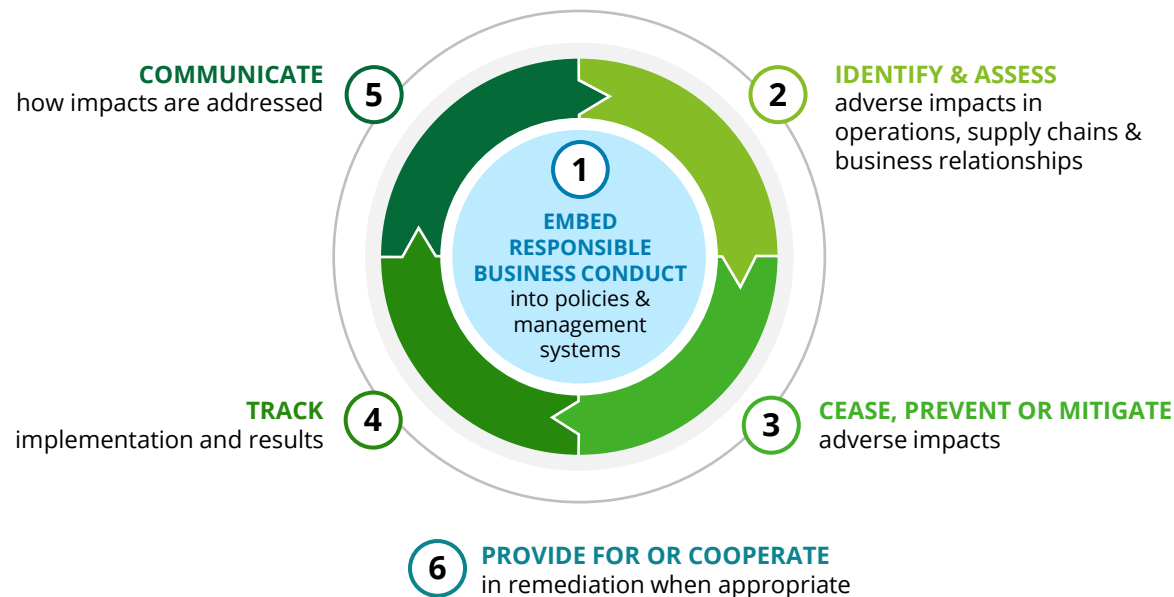 1
EMBED
RESPONSIBLE
BUSINESS CONDUCT
into policies &
management
systems
2
IDENTIFY & ASSESS
adverse impacts in
operations, supply chains &
business relationships
3
CEASE, PREVENT OR MITIGATE
adverse impacts
4
TRACK
implementation and results
5
COMMUNICATE
how impacts are addressed
6
PROVIDE FOR OR COOPERATE
in remediation when appropriate